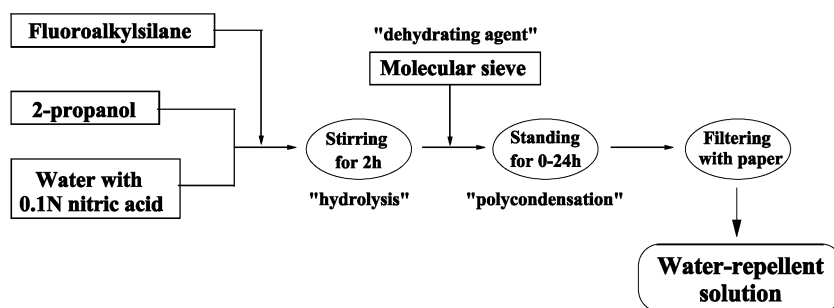 Fluoroalkylsilane
2-propanol
Water with
0.1N nitric acid
Stirring
for 2h
"hydrolysis"
"dehydrating agent"
Molecular sieve
Standing
for 0-24h
"polycondensation"
Filtering
with paper
Water-repellent
solution